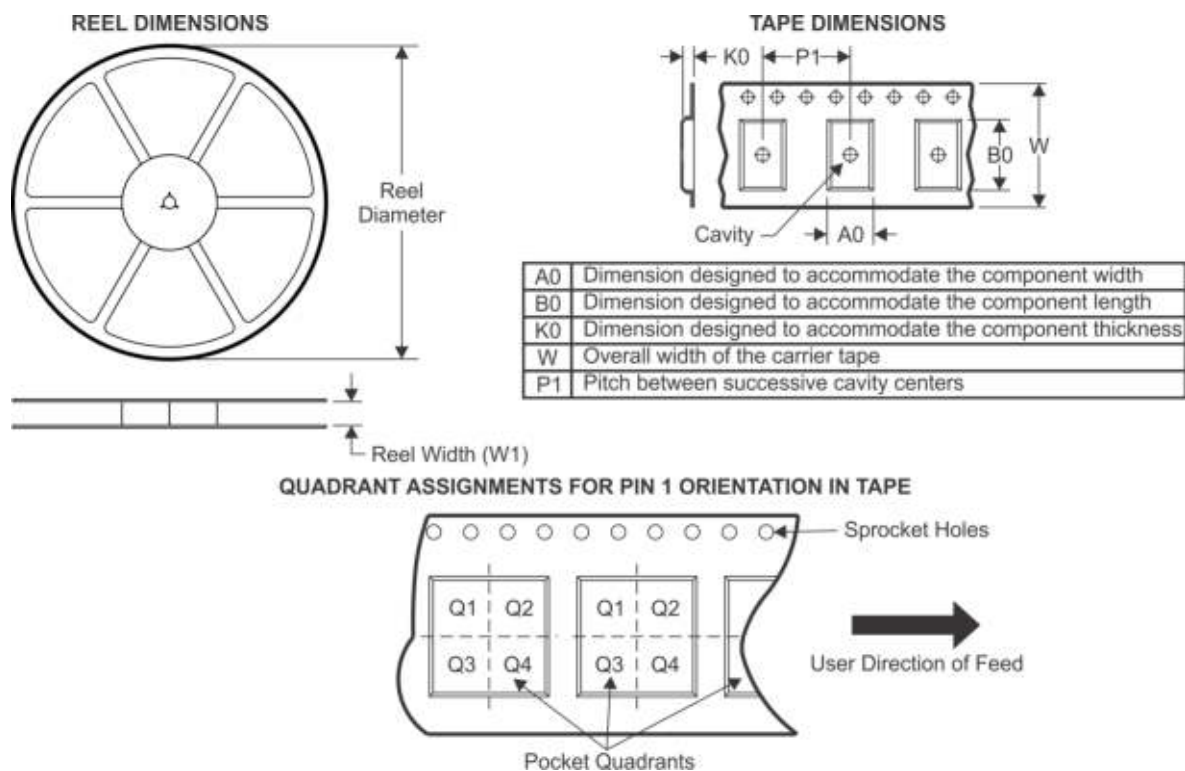 REEL DIMENSIONS
Reel
Diameter
Reel Width (W1)
TAPE DIMENSIONS
K0
P1
W
B0
Cavity
A0
A0 Dimension designed to accommodate the component width
B0 Dimension designed to accommodate the component length
K0 Dimension designed to accommodate the component thickness
W Overall width of the carrier tape
P1 Pitch between successive cavity centers
QUADRANT ASSIGNMENTS FOR PIN 1 ORIENTATION IN TAPE
Sprocket Holes
Q1 Q2 Q1 Q2
Q3 Q4 Q3 Q4
User Direction of Feed
Pocket Quadrants